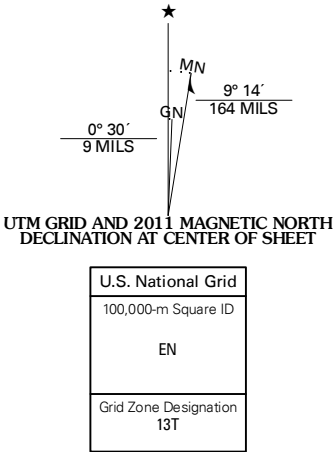 ★
MN
GN
9° 14´
164 MILS
0° 30´
9 MILS
UTM GRID AND 2011 MAGNETIC NORTH
DECLINATION AT CENTER OF SHEET
U.S. National Grid
100,000-m Square ID
EN
Grid Zone Designation
13T